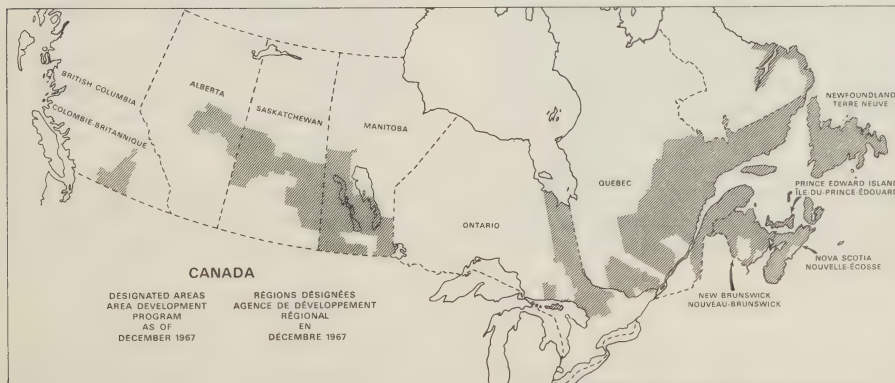 BRITISH COLUMBIA
COLOMBIE-BRITANNIQUE
ALBERTA
SASKATCHEWAN
MANITOBA
ONTARIO
QUÉBEC
NEWFOUNDLAND
TERRE NEUVE
PRINCE EDWARD ISLAND
ÎLE-DU-PRINCE-ÉDOUARD
NOVA SCOTIA
NOUVELLE-ÉCOSSE
NEW BRUNSWICK
NOUVEAU-BRUNSWICK
CANADA
DESIGNATED AREAS
AREA DEVELOPMENT
PROGRAM
AS OF
DECEMBER 1967
RÉGIONS DÉSIGNÉES
AGENCE DE DÉVELOPPEMENT
RÉGIONAL
EN
DÉCEMBRE 1967